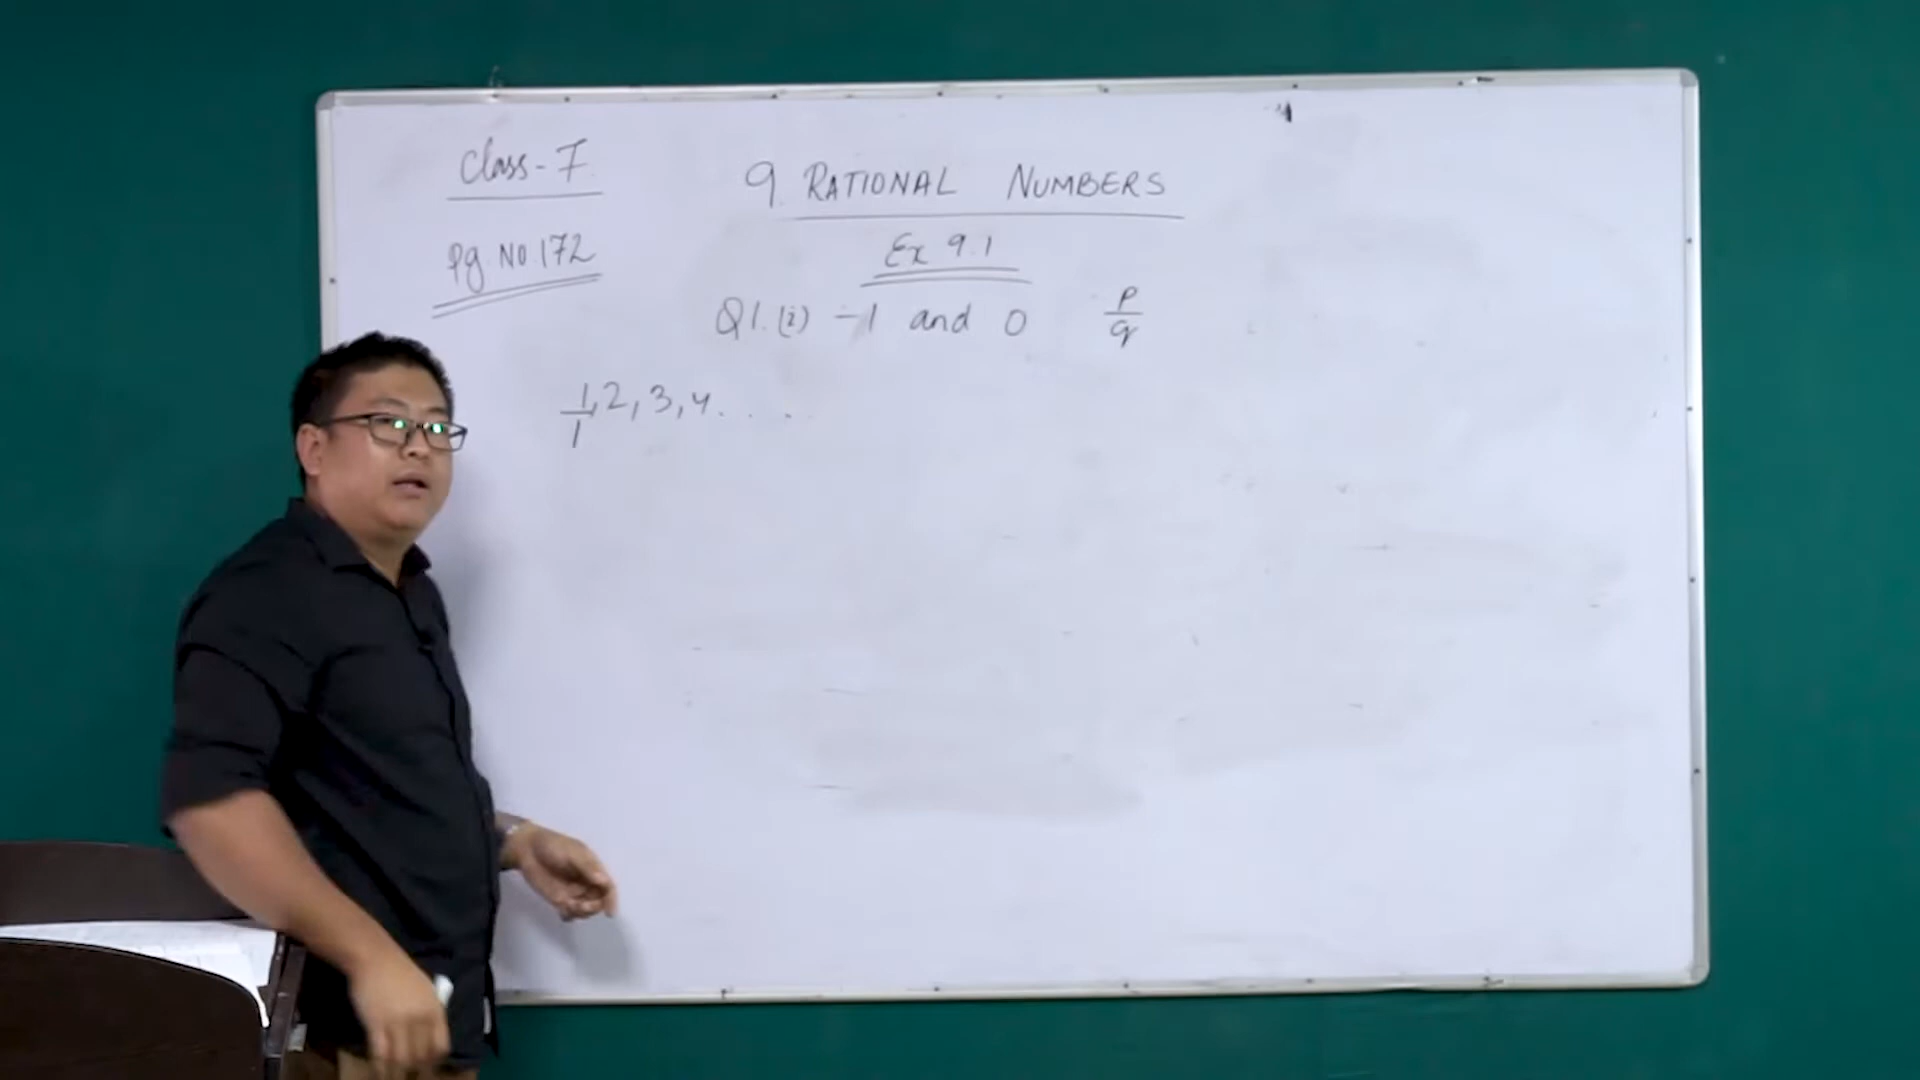 Class - 7
Pg. No. 172
9. RATIONAL NUMBERS
Ex 9.1
Q1. (i) -1 and 0 p/q
1/1, 2, 3, 4 . . . .